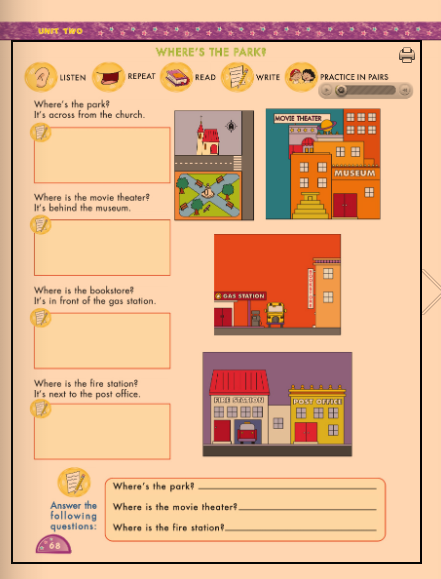 UNIT TWO
WHERE'S THE PARK?
LISTEN
REPEAT
READ
WRITE
PRACTICE IN PAIRS
Where's the park?
It's across from the church.
MOVIE THEATER
MUSEUM
Where is the movie theater?
It's behind the museum.
Where is the bookstore?
It's in front of the gas station.
GAS STATION
Where is the fire station?
It's next to the post office.
FIRE STATION
POST OFFICE
Answer the
following
questions:
Where's the park?
Where is the movie theater?
Where is the fire station?
68